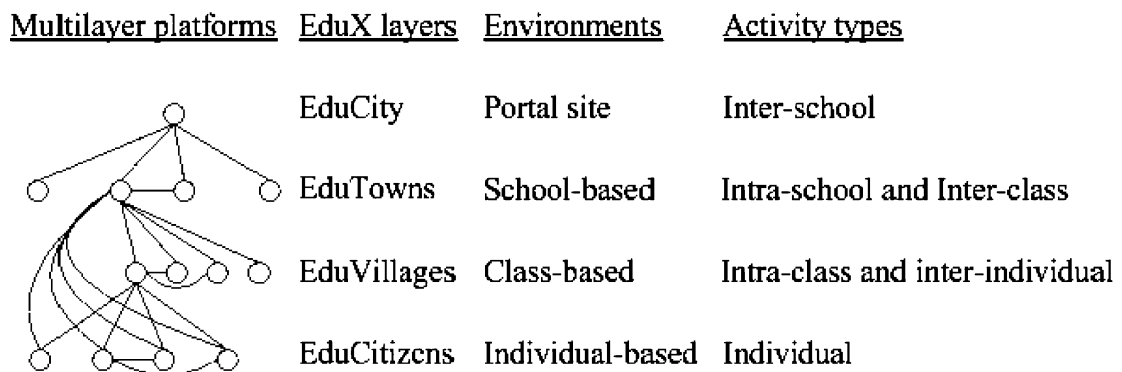 Multilayer platforms EduX layers Environments Activity types
EduCity Portal site Inter-school
EduTowns School-based Intra-school and Inter-class
EduVillages Class-based Intra-class and inter-individual
EduCitizens Individual-based Individual